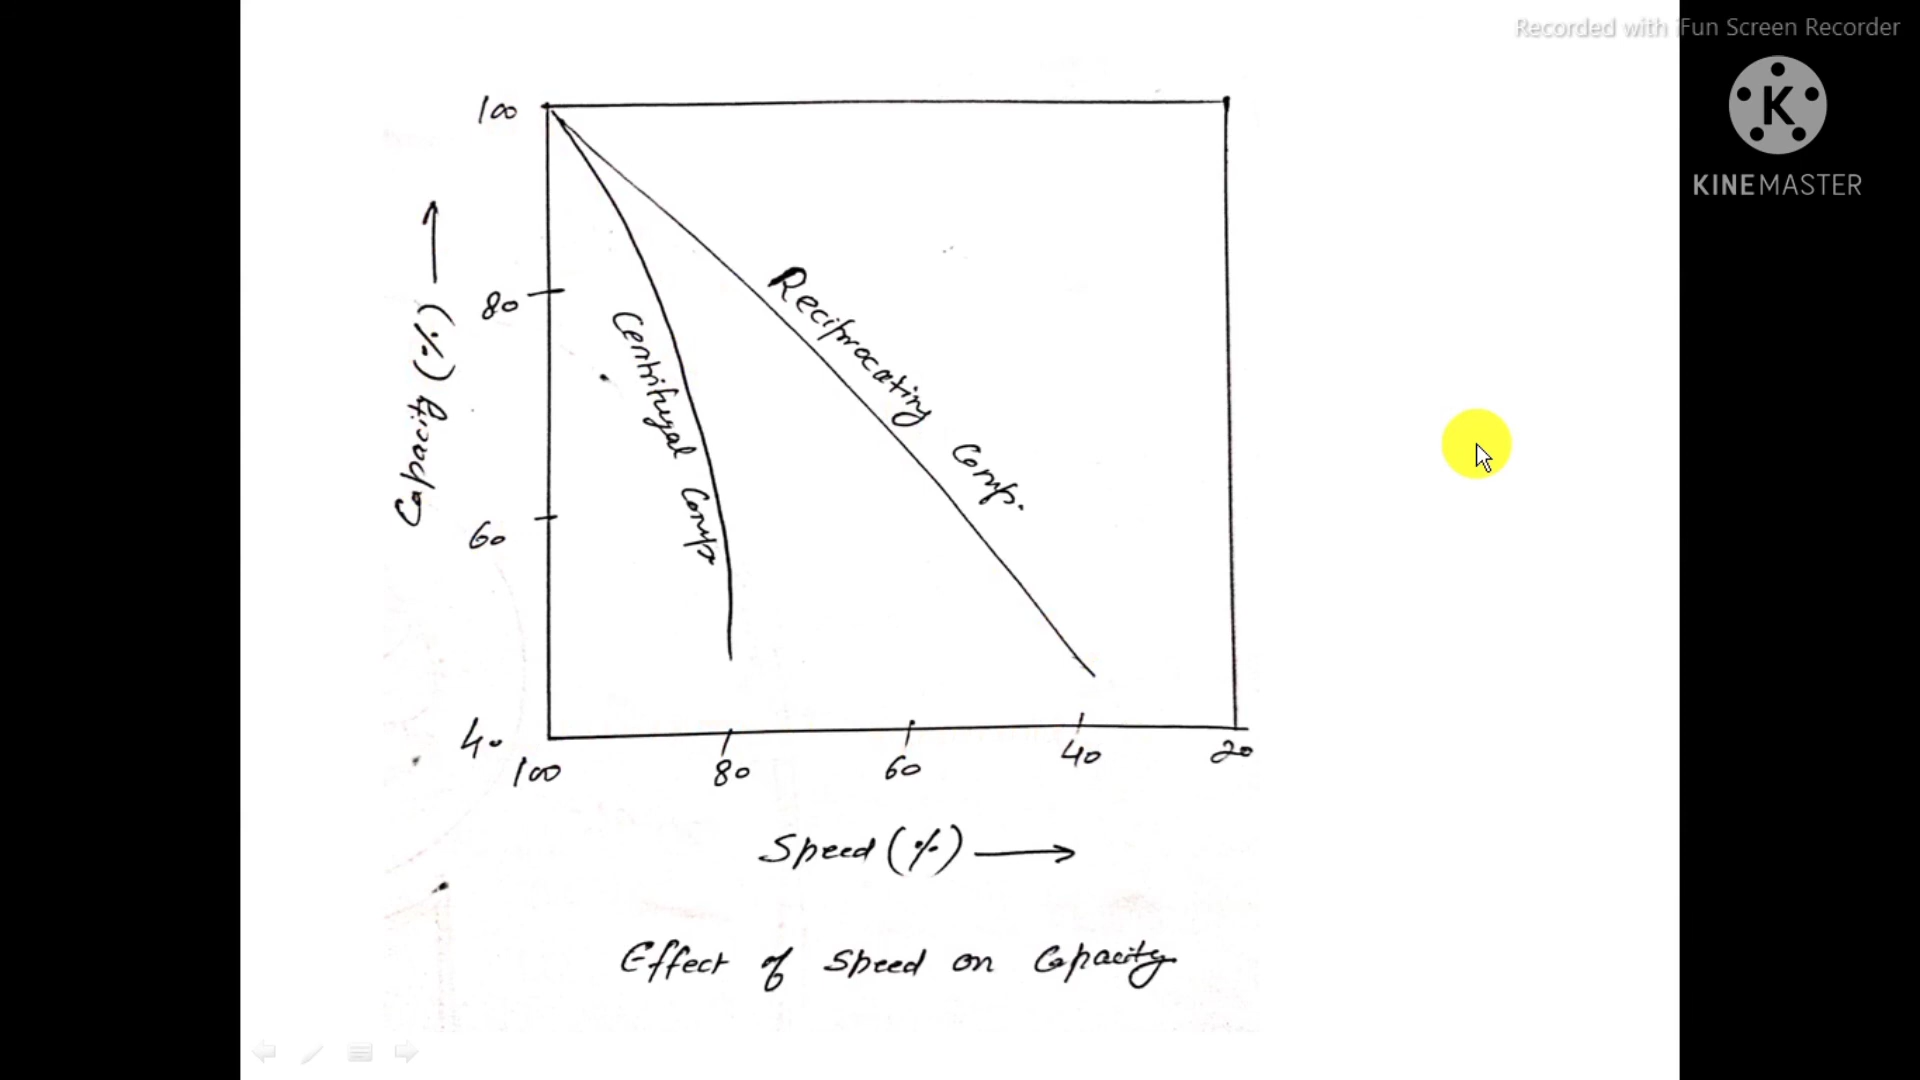 Recorded with iFun Screen Recorder
KINEMASTER
100
80
60
40
Capacity (%)
Centrifugal Comp
Reciprocating Comp.
100 80 60 40 20
Speed (%)
Effect of Speed on Capacity